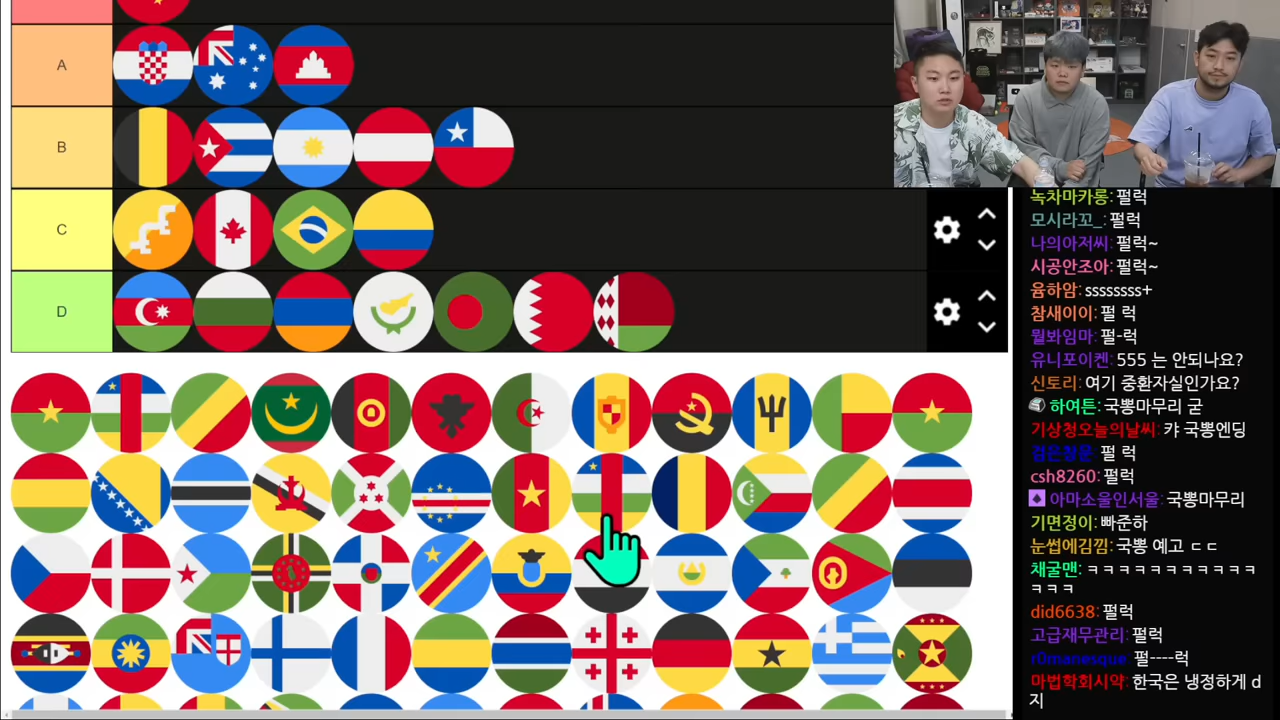 A
B
C
D
녹차마카롱: 펄럭
모시라꼬_: 펄럭
나의아저씨: 펄럭~
시공안조아: 펄럭~
융하암: ssssssss+
참새이이: 펄 럭
뭘봐임마: 펄-럭
유니포이켄: 555 는 안되나요?
신토리: 여기 중환자실인가요?
하여튼: 국뽕마무리 굳
기상청오늘의날씨: 캬 국뽕엔딩
검은창문: 펄 럭
csh8260: 펄럭
아마소울인서울: 국뽕마무리
기면정이: 빠준하
눈썹에김낌: 국뽕 예고 ㄷㄷ
채굴맨: ㅋㅋㅋㅋㅋㅋㅋㅋㅋㅋㅋ
ㅋㅋㅋ
did6638: 펄럭
고급재무관리: 펄럭
r0manesque: 펄----럭
마법학회시약: 한국은 냉정하게 d
지